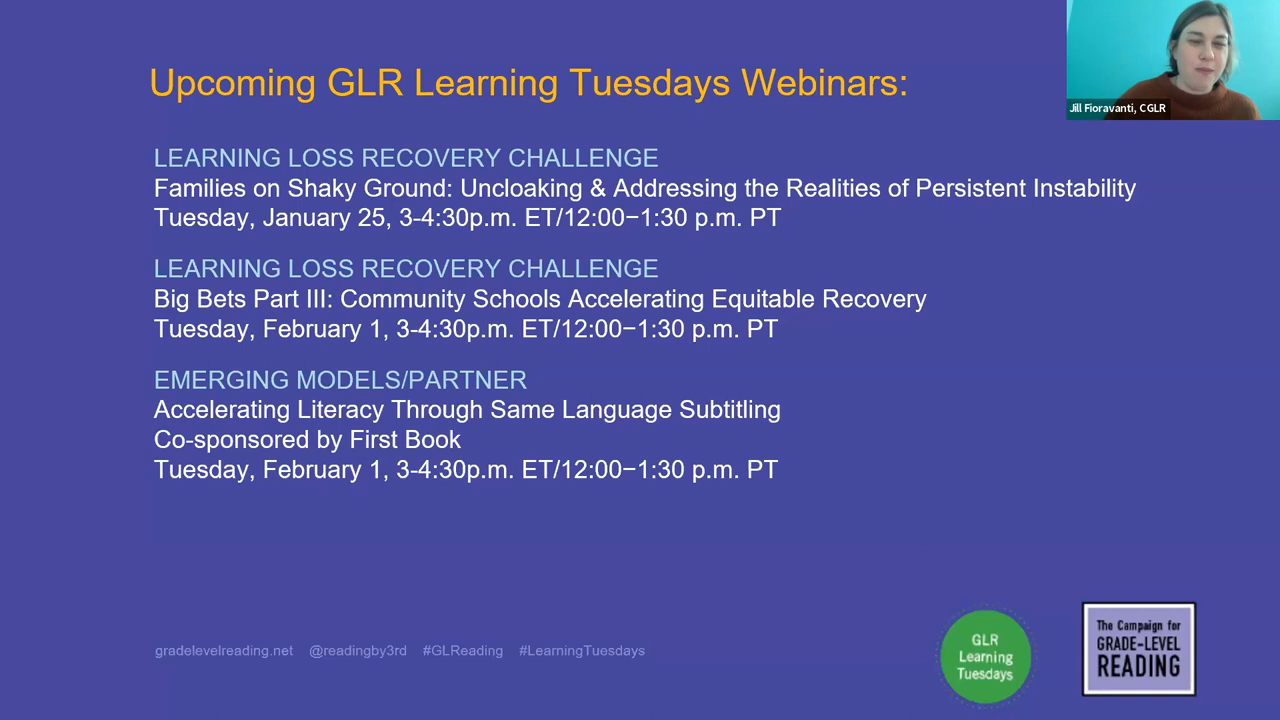 Upcoming GLR Learning Tuesdays Webinars:
Jill Fioravanti, CGLR
LEARNING LOSS RECOVERY CHALLENGE
Families on Shaky Ground: Uncloaking & Addressing the Realities of Persistent Instability
Tuesday, January 25, 3-4:30p.m. ET/12:00−1:30 p.m. PT
LEARNING LOSS RECOVERY CHALLENGE
Big Bets Part III: Community Schools Accelerating Equitable Recovery
Tuesday, February 1, 3-4:30p.m. ET/12:00−1:30 p.m. PT
EMERGING MODELS/PARTNER
Accelerating Literacy Through Same Language Subtitling
Co-sponsored by First Book
Tuesday, February 1, 3-4:30p.m. ET/12:00−1:30 p.m. PT
gradelevelreading.net @readingby3rd #GLReading #LearningTuesdays
GLR
Learning
Tuesdays
The Campaign for
GRADE-LEVEL
READING